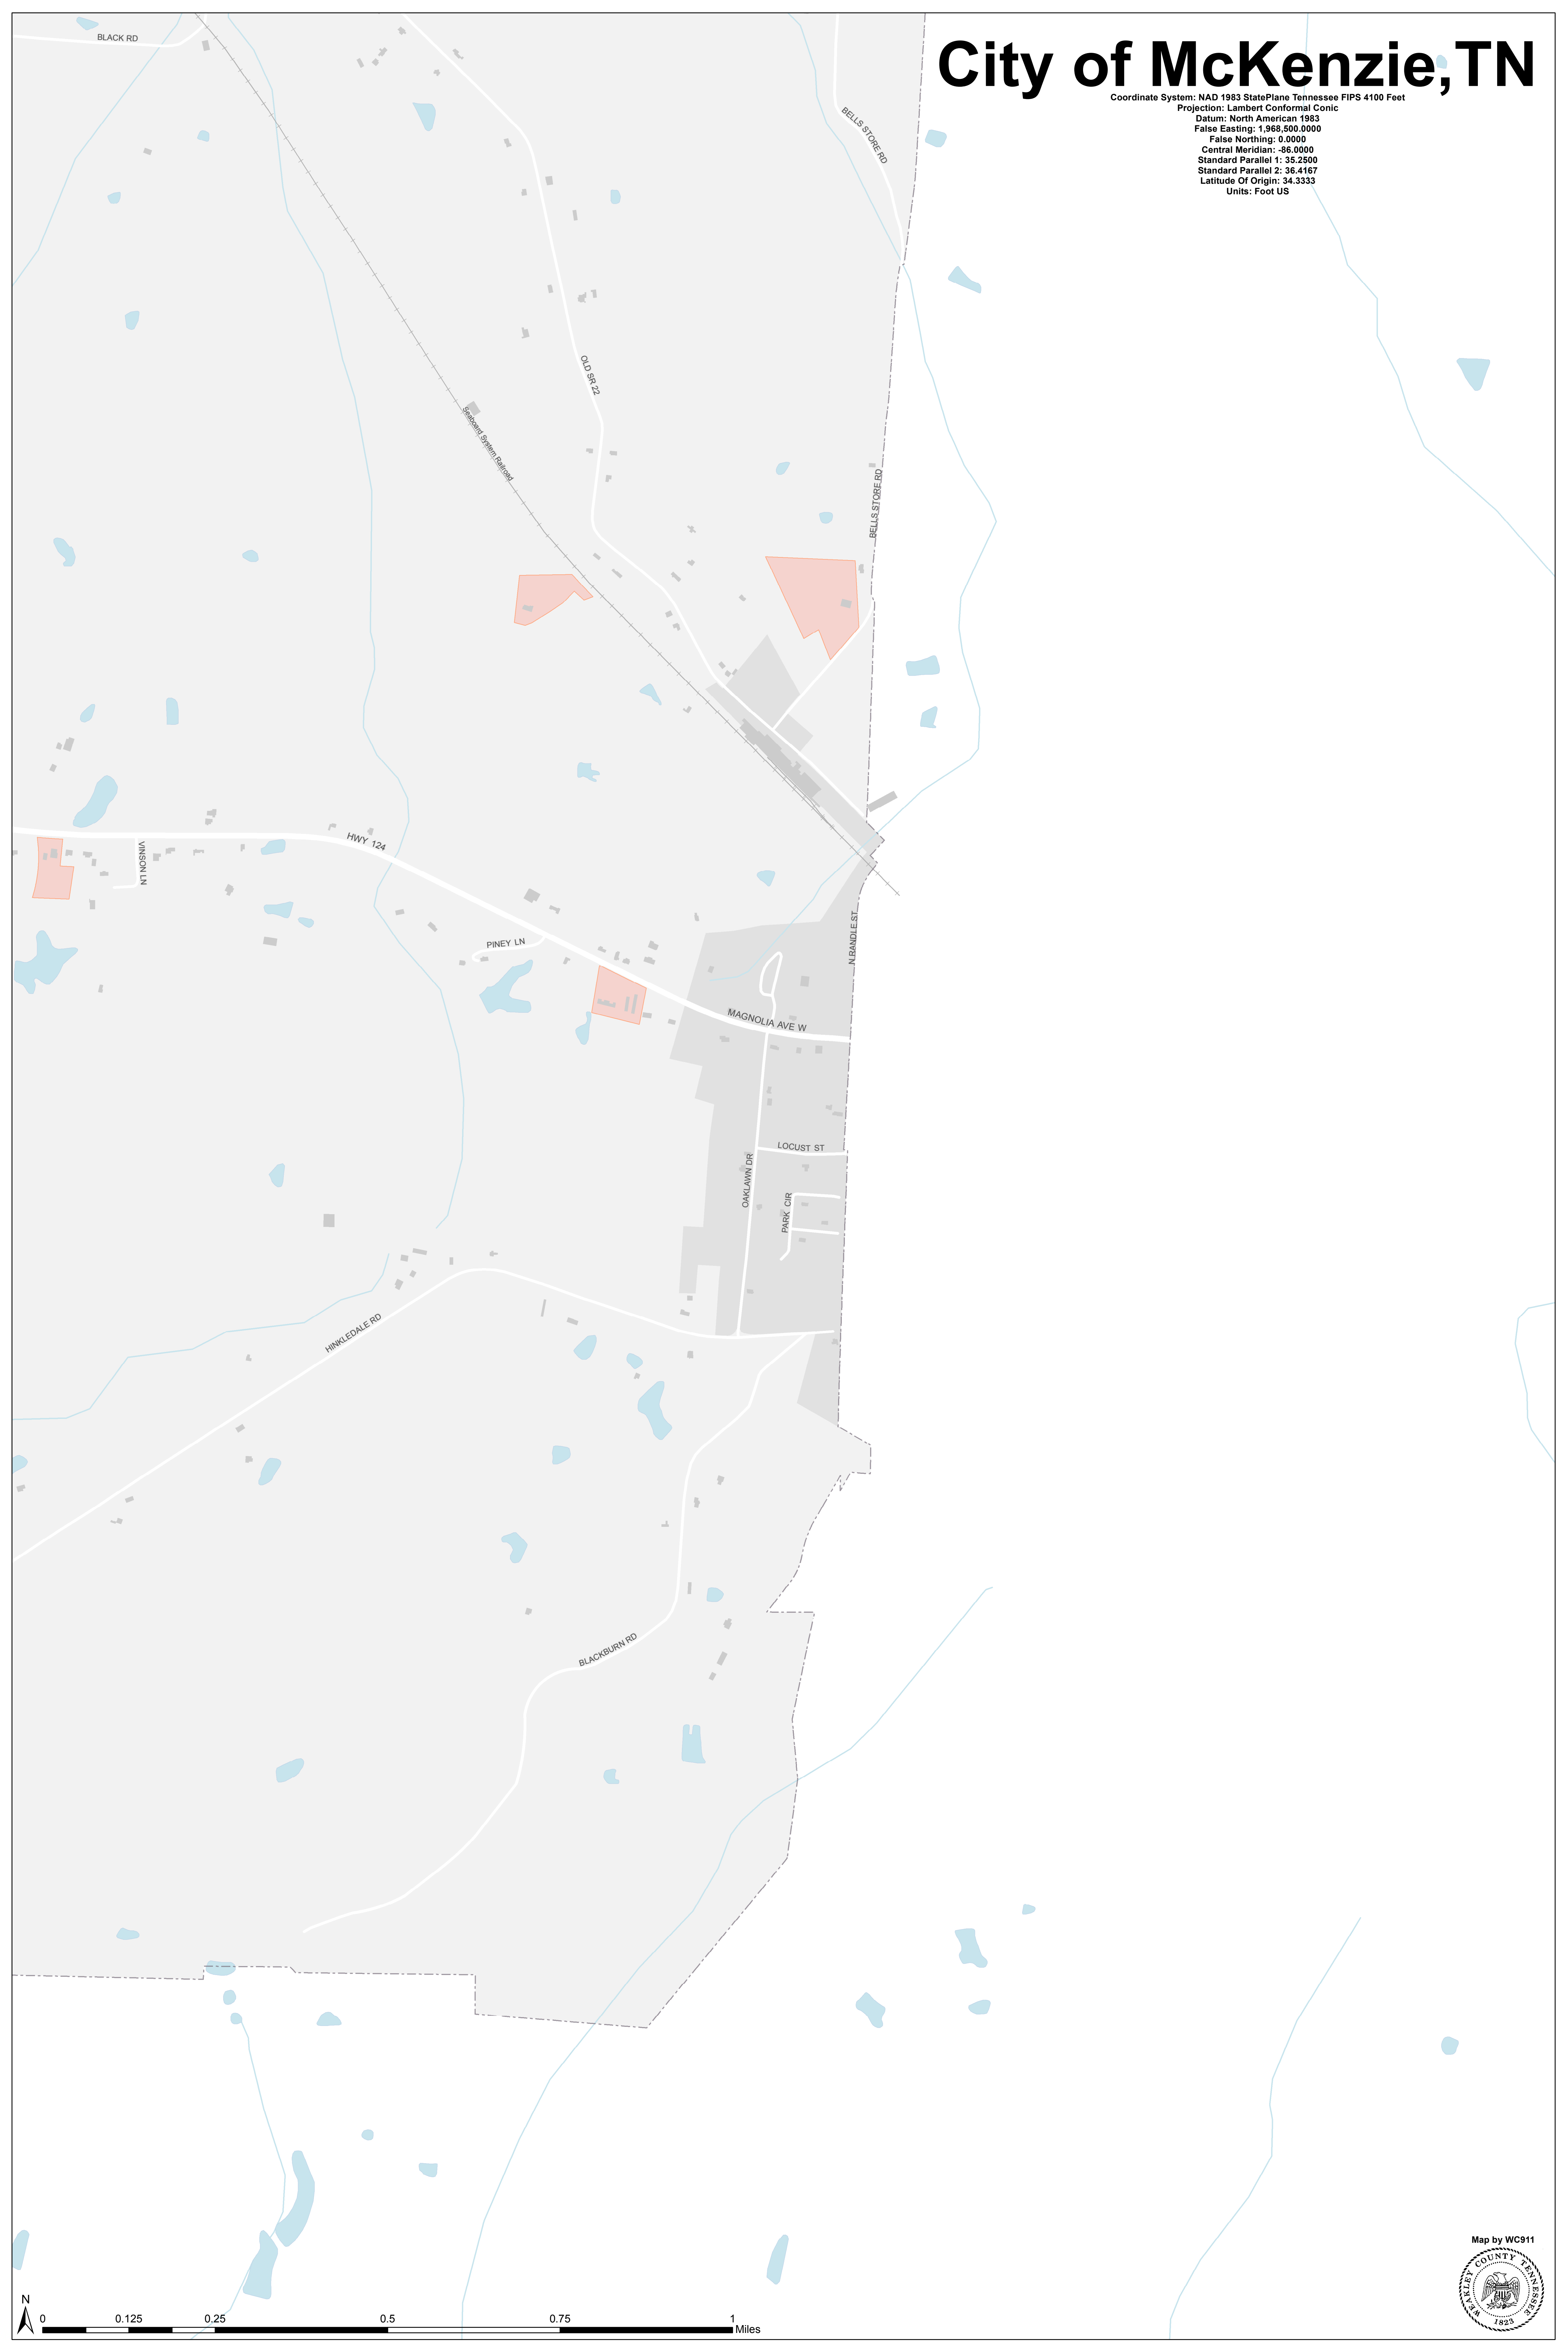 City of McKenzie,TN
Coordinate System: NAD 1983 StatePlane Tennessee FIPS 4100 Feet
Projection: Lambert Conformal Conic
Datum: North American 1983
False Easting: 1,968,500.0000
False Northing: 0.0000
Central Meridian: -86.0000
Standard Parallel 1: 35.2500
Standard Parallel 2: 36.4167
Latitude Of Origin: 34.3333
Units: Foot US
BLACK RD
BELLS STORE RD
OLD SR 22
Seaboard System Railroad
BELLS STORE RD
HWY 124
VINSON LN
PINEY LN
N RANDLE ST
MAGNOLIA AVE W
LOCUST ST
OAKLAWN DR
PARK CIR
HINKLEDALE RD
BLACKBURN RD
Map by WC911
WEAKLEY COUNTY TENNESSEE
1823
N
0 0.125 0.25 0.5 0.75 1
Miles